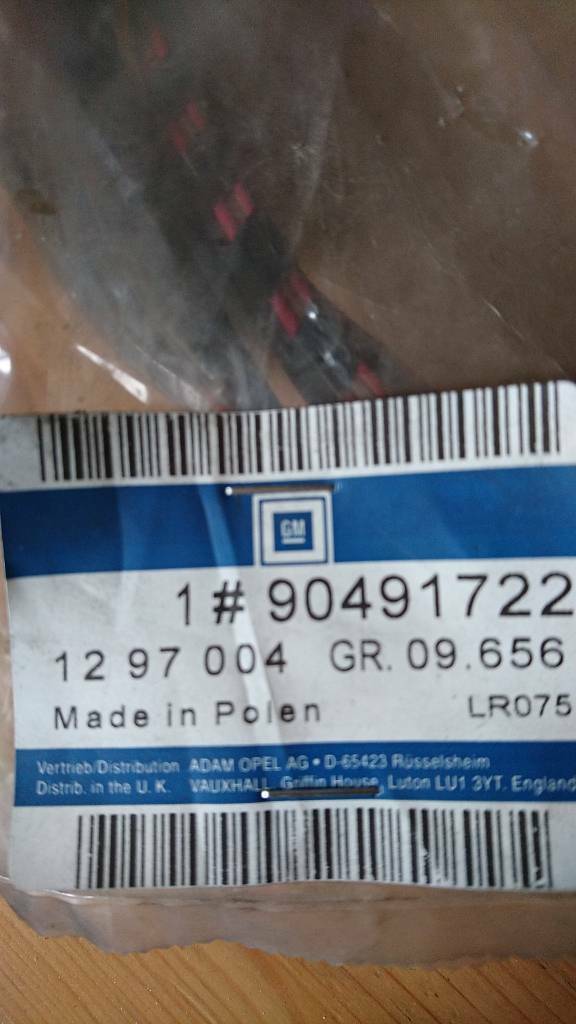 GM
1# 90491722
12 97 004 GR. 09.656
Made in Polen LR075
Vertrieb/Distribution ADAM OPEL AG • D-65423 Rüsselsheim
Distrib. in the U. K. VAUXHALL Griffin House, Luton LU1 3YT. England